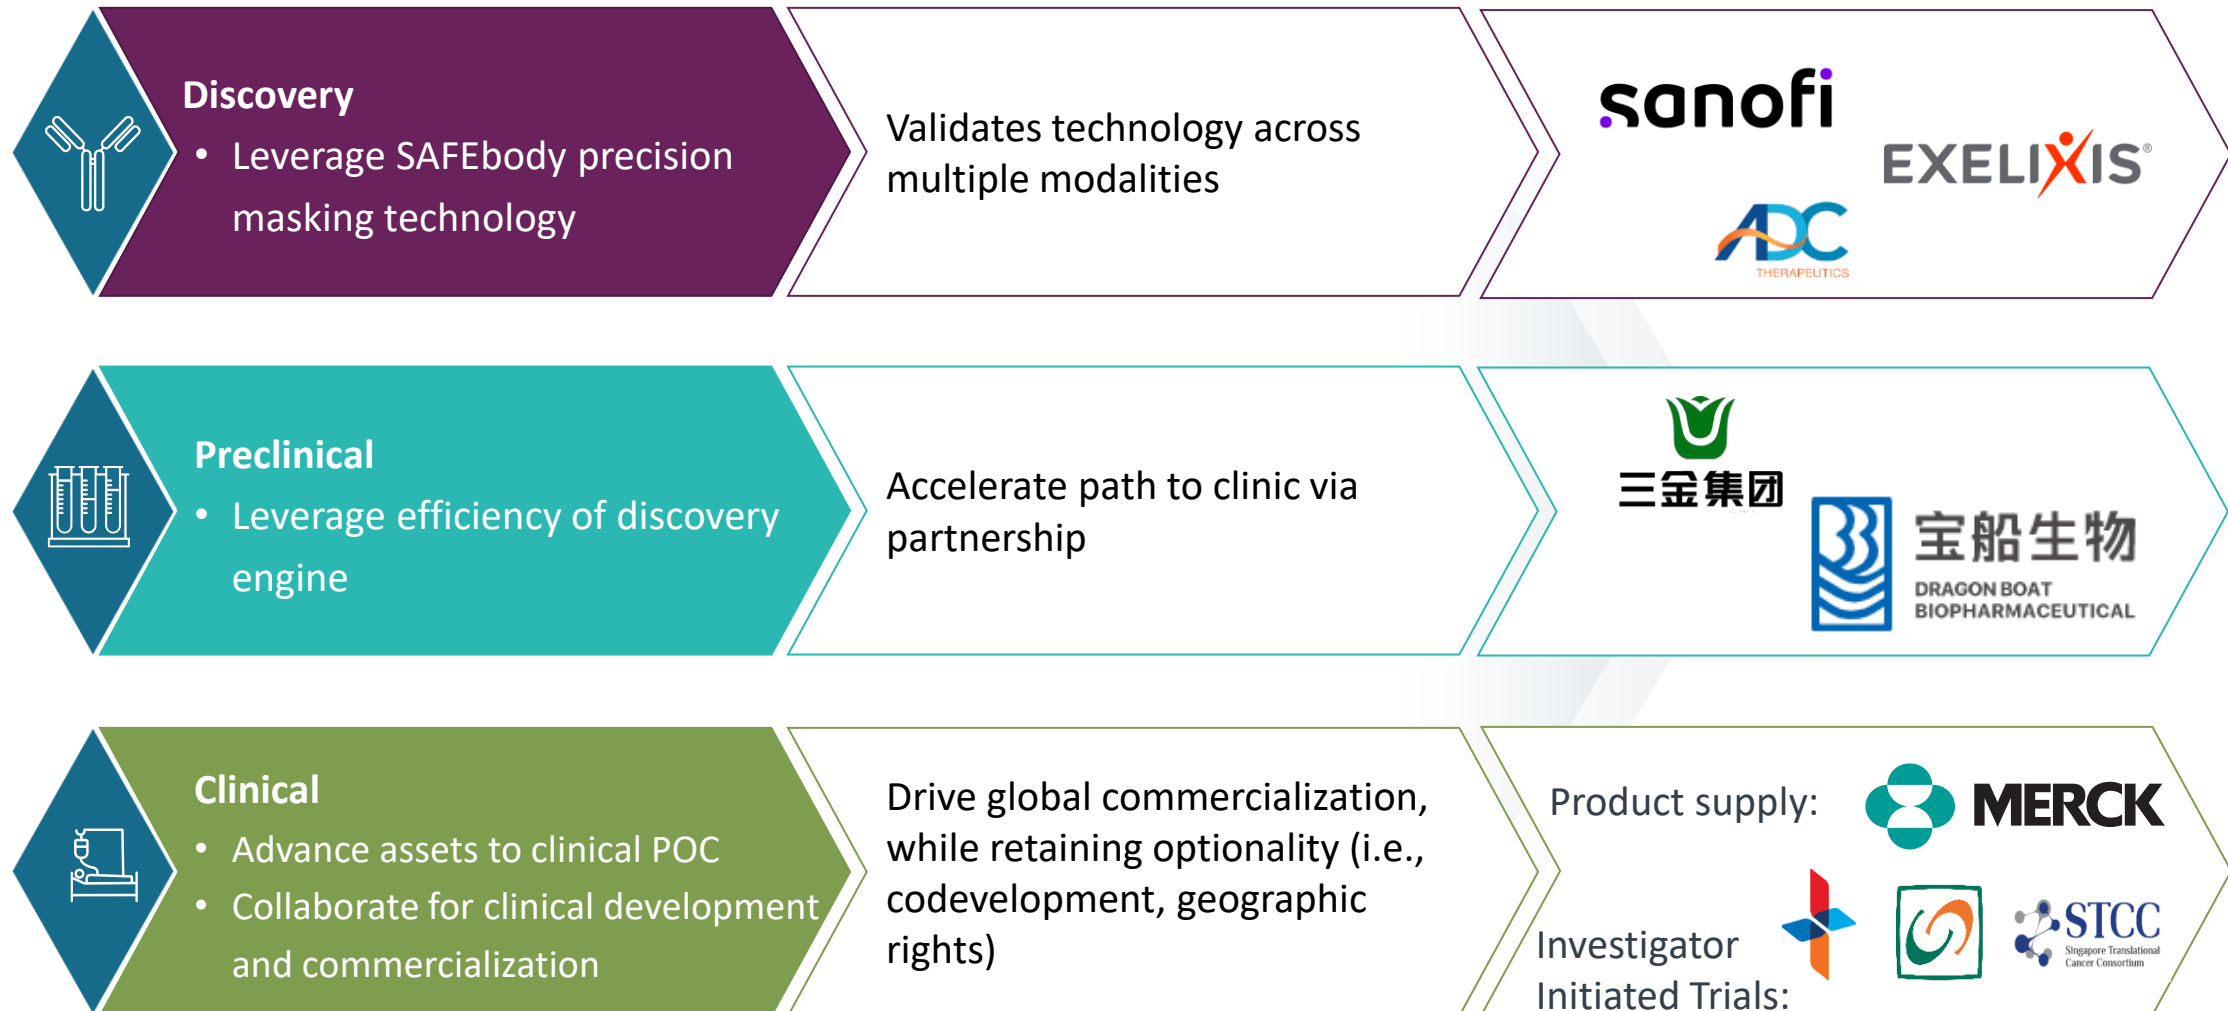 Discovery
• Leverage SAFEbody precision
masking technology
Validates technology across
multiple modalities
sanofi
EXELIXIS®
ADC
THERAPEUTICS
Preclinical
• Leverage efficiency of discovery
engine
Accelerate path to clinic via
partnership
三金集团
宝船生物
DRAGON BOAT
BIOPHARMACEUTICAL
Clinical
• Advance assets to clinical POC
• Collaborate for clinical development
and commercialization
Drive global commercialization,
while retaining optionality (i.e.,
codevelopment, geographic
rights)
Product supply:
MERCK
Investigator
Initiated Trials:
STCC
Singapore Translational
Cancer Consortium